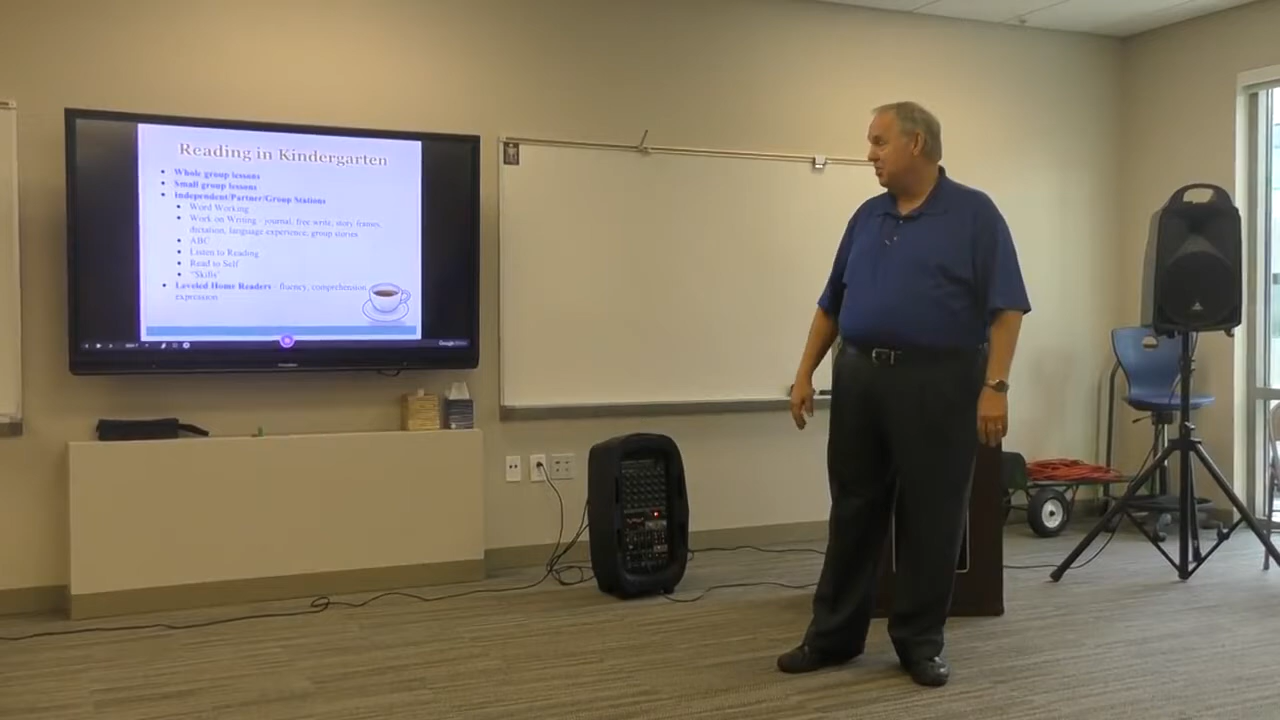 Reading in Kindergarten
• Whole group lessons
• Small group lessons
• Independent/Partner/Group Stations
• Word Working
• Work on Writing - journal, free write, story frames,
dictation, language experience, group stories
• ABC
• Listen to Reading
• Read to Self
• "Skills"
• Leveled Home Readers - fluency, comprehension
expression
Google Slides